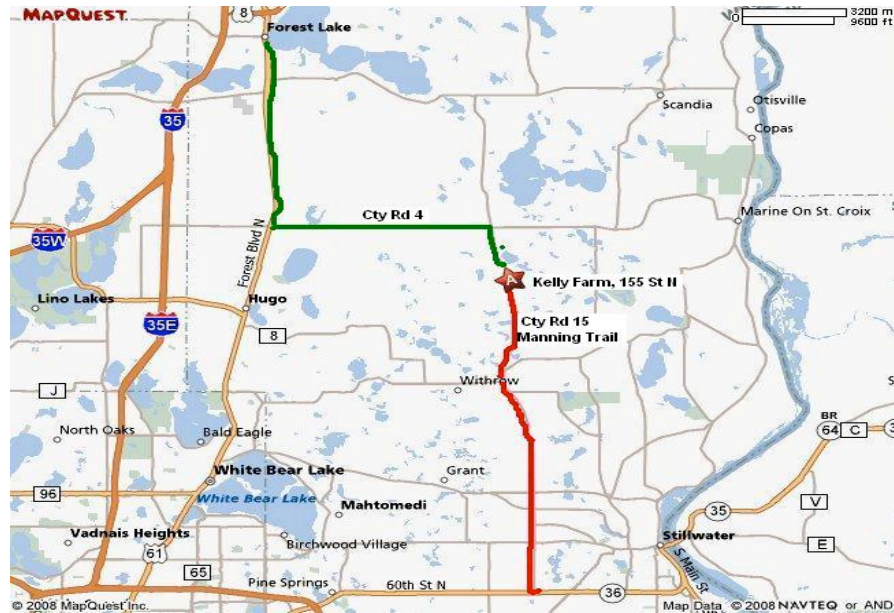 MAPQUEST
8
Forest Lake
3200 m
0
9600 ft
Scandia
Otisville
Copas
35
Cty Rd 4
Marine On St. Croix
35W
Forest Blvd N
A
Kelly Farm, 155 St N
Lino Lakes
Hugo
35E
8
Cty Rd 15
Manning Trail
J
Withrow
North Oaks
Bald Eagle
BR
64
C
White Bear Lake
Grant
96
White Bear Lake
Mahtomedi
35
V
Vadnais Heights
61
Birchwood Village
Stillwater
E
65
Pine Springs
60th St N
36
S Main St
© 2008 MapQuest Inc.
Map Data © 2008 NAVTEQ or AND